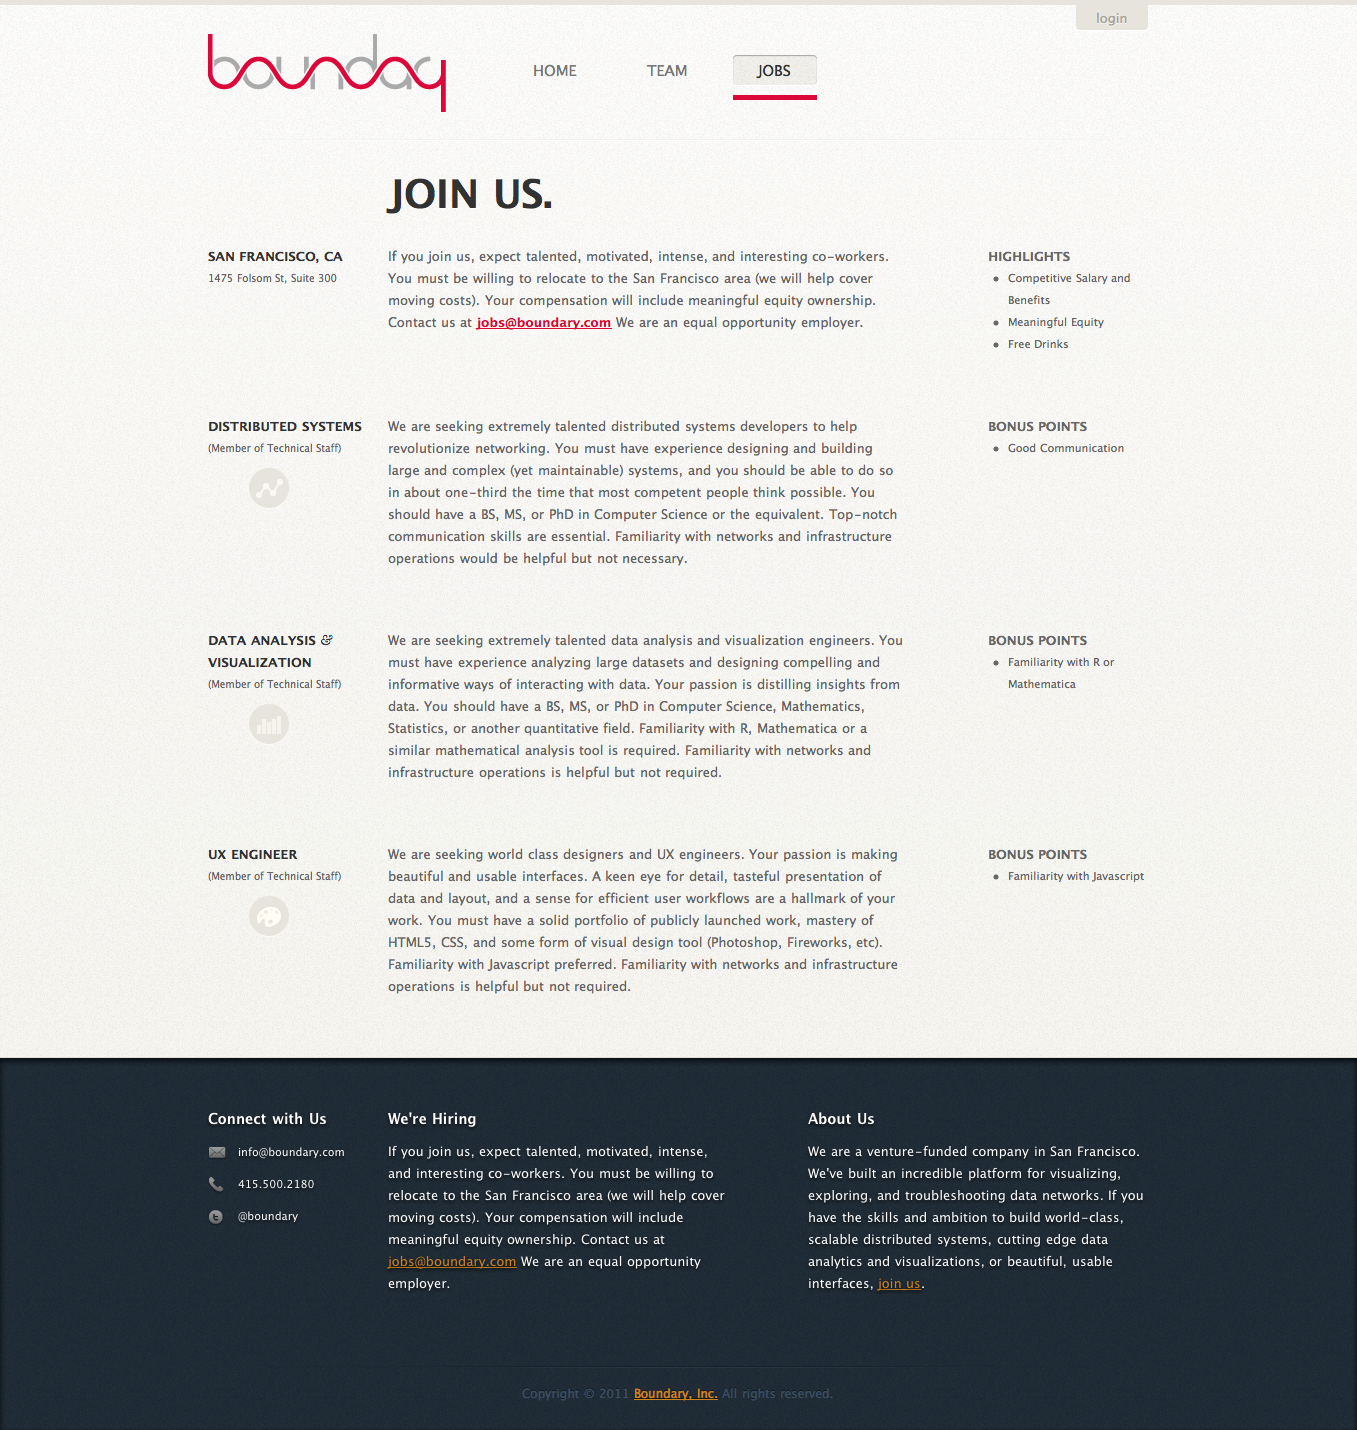 login
boundary
HOME
TEAM
JOBS
JOIN US.
SAN FRANCISCO, CA
1475 Folsom St, Suite 300
If you join us, expect talented, motivated, intense, and interesting co-workers.
You must be willing to relocate to the San Francisco area (we will help cover
moving costs). Your compensation will include meaningful equity ownership.
Contact us at jobs@boundary.com We are an equal opportunity employer.
HIGHLIGHTS
Competitive Salary and
Benefits
Meaningful Equity
Free Drinks
DISTRIBUTED SYSTEMS
(Member of Technical Staff)
We are seeking extremely talented distributed systems developers to help
revolutionize networking. You must have experience designing and building
large and complex (yet maintainable) systems, and you should be able to do so
in about one-third the time that most competent people think possible. You
should have a BS, MS, or PhD in Computer Science or the equivalent. Top-notch
communication skills are essential. Familiarity with networks and infrastructure
operations would be helpful but not necessary.
BONUS POINTS
Good Communication
DATA ANALYSIS &
VISUALIZATION
(Member of Technical Staff)
We are seeking extremely talented data analysis and visualization engineers. You
must have experience analyzing large datasets and designing compelling and
informative ways of interacting with data. Your passion is distilling insights from
data. You should have a BS, MS, or PhD in Computer Science, Mathematics,
Statistics, or another quantitative field. Familiarity with R, Mathematica or a
similar mathematical analysis tool is required. Familiarity with networks and
infrastructure operations is helpful but not required.
BONUS POINTS
Familiarity with R or
Mathematica
UX ENGINEER
(Member of Technical Staff)
We are seeking world class designers and UX engineers. Your passion is making
beautiful and usable interfaces. A keen eye for detail, tasteful presentation of
data and layout, and a sense for efficient user workflows are a hallmark of your
work. You must have a solid portfolio of publicly launched work, mastery of
HTML5, CSS, and some form of visual design tool (Photoshop, Fireworks, etc).
Familiarity with Javascript preferred. Familiarity with networks and infrastructure
operations is helpful but not required.
BONUS POINTS
Familiarity with Javascript
Connect with Us
info@boundary.com
415.500.2180
@boundary
We're Hiring
If you join us, expect talented, motivated, intense,
and interesting co-workers. You must be willing to
relocate to the San Francisco area (we will help cover
moving costs). Your compensation will include
meaningful equity ownership. Contact us at
jobs@boundary.com We are an equal opportunity
employer.
About Us
We are a venture-funded company in San Francisco.
We've built an incredible platform for visualizing,
exploring, and troubleshooting data networks. If you
have the skills and ambition to build world-class,
scalable distributed systems, cutting edge data
analytics and visualizations, or beautiful, usable
interfaces, join us.
Copyright © 2011 Boundary, Inc. All rights reserved.